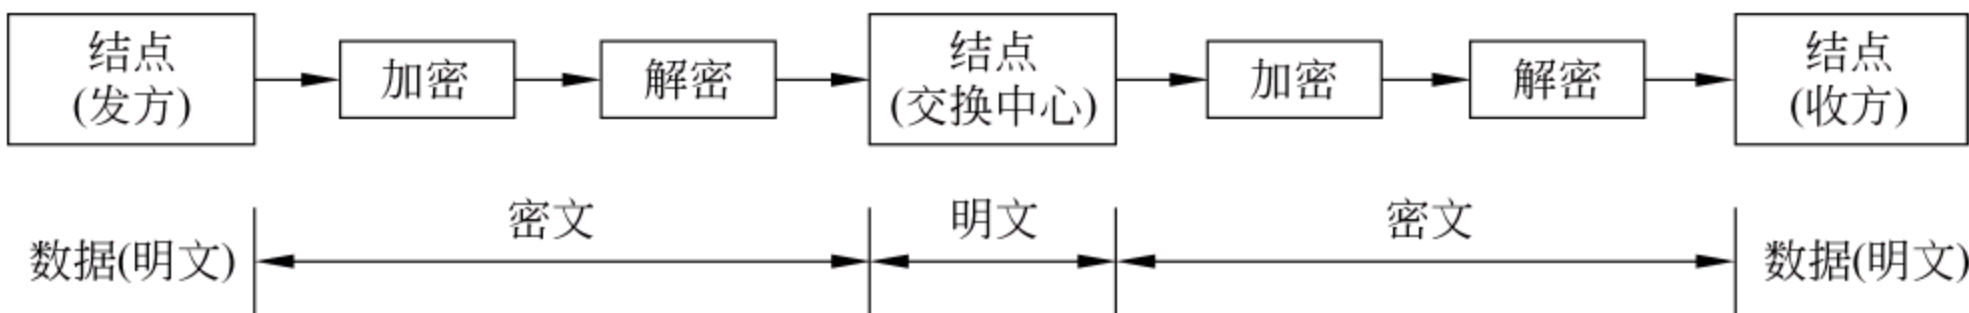 结点
(发方)
加密
解密
结点
(交换中心)
加密
解密
结点
(收方)
数据(明文)
密文
明文
密文
数据(明文)